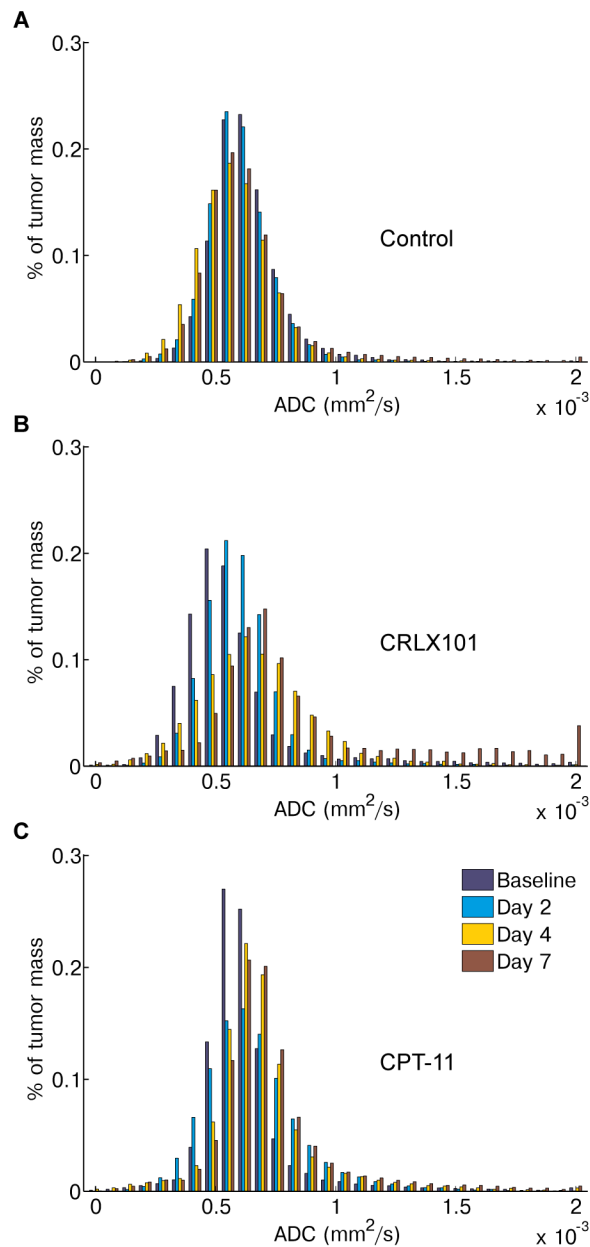 A
0.3
0.2
0.1
0
% of tumor mass
Control
0 0.5 1 1.5 2
ADC (mm²/s)
x 10⁻³
B
0.3
0.2
0.1
0
% of tumor mass
CRLX101
0 0.5 1 1.5 2
ADC (mm²/s)
x 10⁻³
C
0.3
0.2
0.1
0
% of tumor mass
Baseline
Day 2
Day 4
Day 7
CPT-11
0 0.5 1 1.5 2
ADC (mm²/s)
x 10⁻³